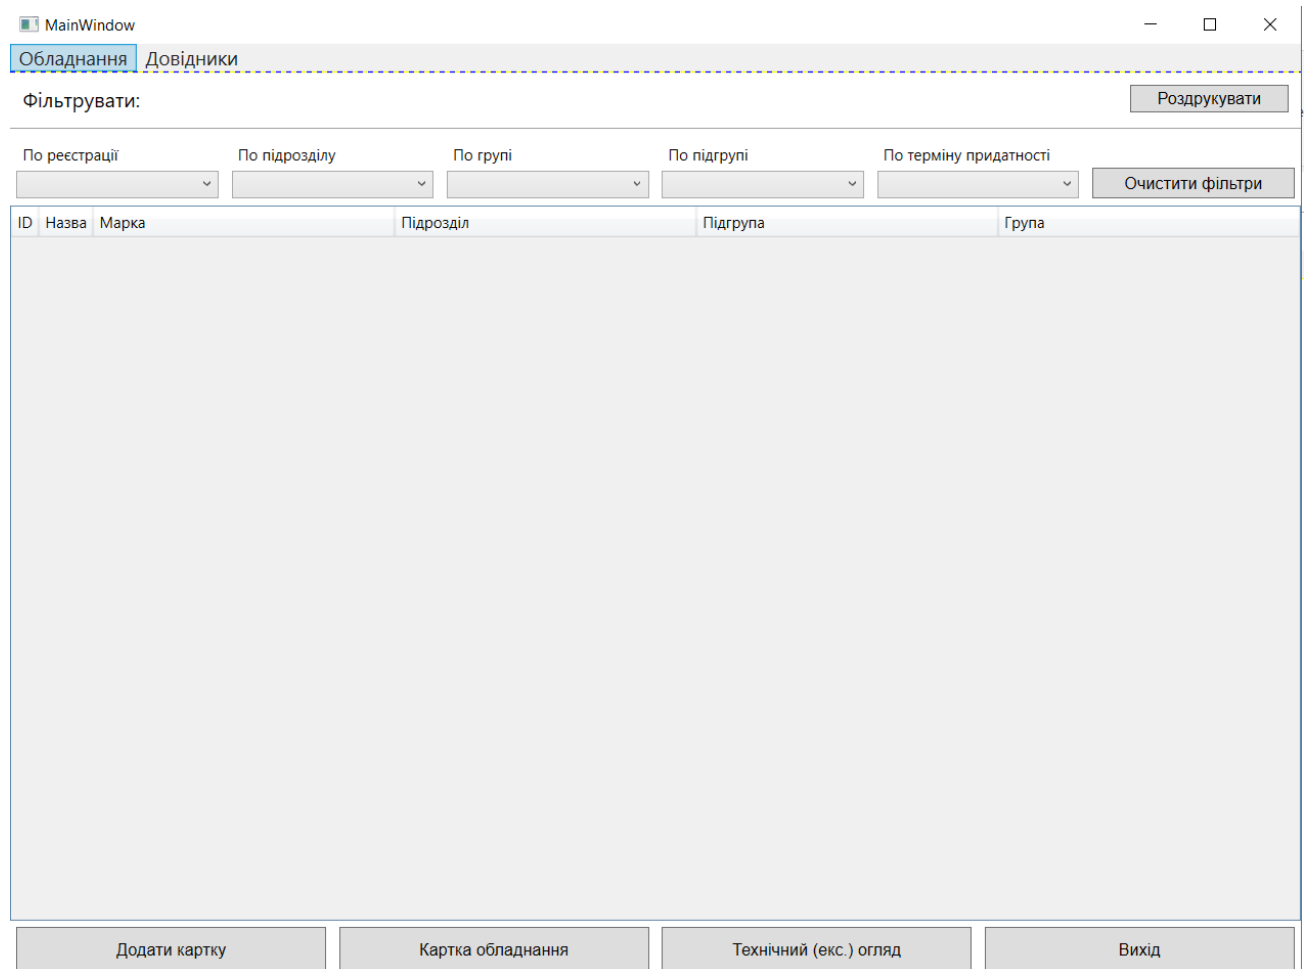 MainWindow
Обладнання Довідники
Фільтрувати: Роздрукувати
По реєстрації По підрозділу По групі По підгрупі По терміну придатності
Очистити фільтри
ID Назва Марка Підрозділ Підгрупа Група
Додати картку Картка обладнання Технічний (екс.) огляд Вихід